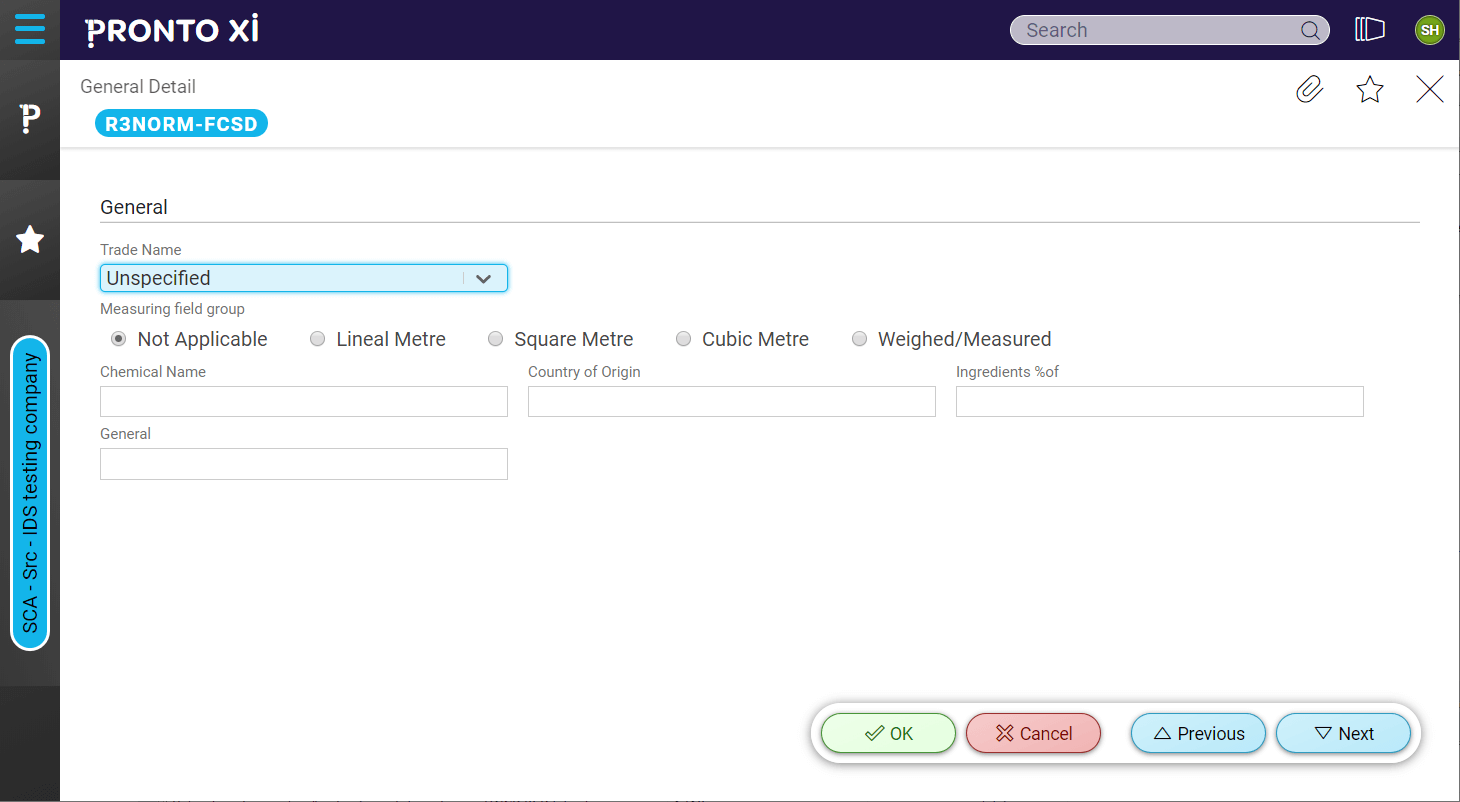 PRONTO Xi
Search
SH
General Detail
R3NORM-FCSD
SCA - Src - IDS testing company
General
Trade Name
Unspecified
Measuring field group
Not Applicable Lineal Metre Square Metre Cubic Metre Weighed/Measured
Chemical Name Country of Origin Ingredients %of
General
OK Cancel Previous Next